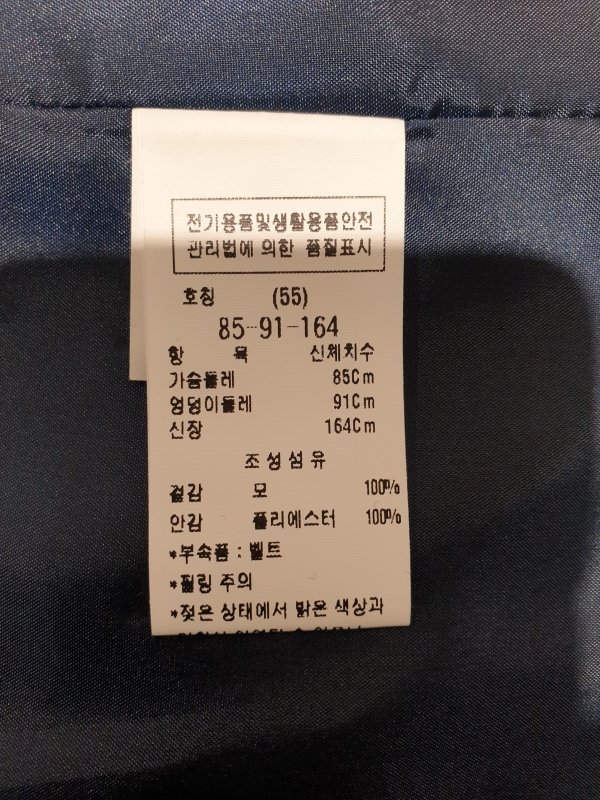 전기용품및생활용품안전
관리법에 의한 품질표시
호칭 (55)
85-91-164
항 목 신체치수
가슴둘레 85Cm
엉덩이둘레 91Cm
신장 164Cm
조성섬유
겉감 모 100%
안감 폴리에스터 100%
*부속품 : 벨트
*필링 주의
*젖은 상태에서 밝은 색상과